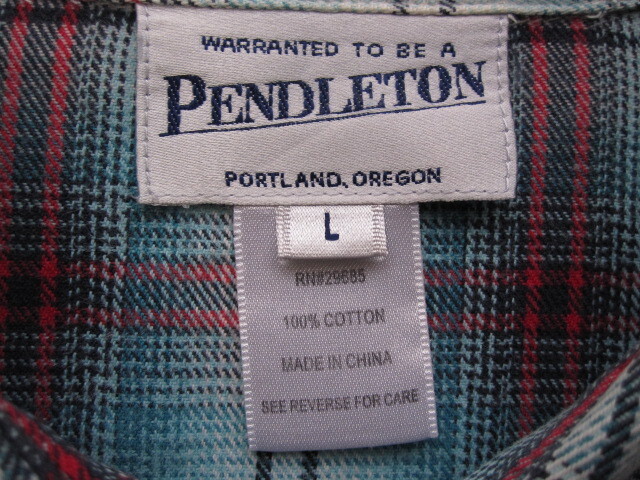 WARRANTED TO BE A
PENDLETON
PORTLAND, OREGON
L
RN#29685
100% COTTON
MADE IN CHINA
SEE REVERSE FOR CARE